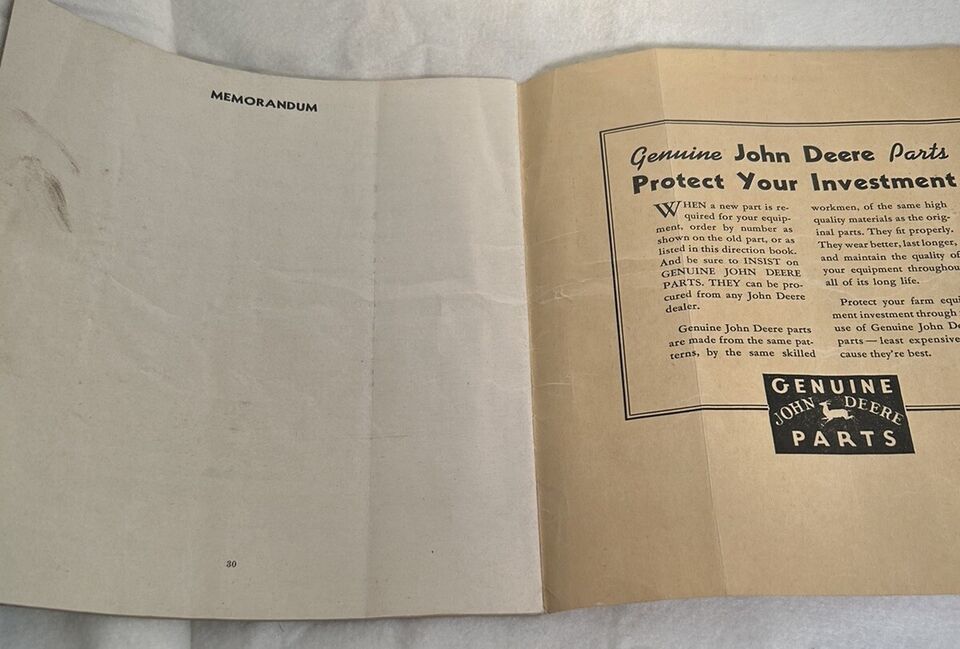 MEMORANDUM
30
Genuine John Deere Parts
Protect Your Investment
WHEN a new part is re-
quired for your equip-
ment, order by number as
shown on the old part, or as
listed in this direction book.
And be sure to INSIST on
GENUINE JOHN DEERE
PARTS. THEY can be pro-
cured from any John Deere
dealer.
Genuine John Deere parts
are made from the same pat-
terns, by the same skilled
workmen, of the same high
quality materials as the orig-
inal parts. They fit properly.
They wear better, last longer,
and maintain the quality of
your equipment throughou
all of its long life.
Protect your farm equi
ment investment through
use of Genuine John De
parts — least expensive
cause they're best.
GENUINE
JOHN DEERE
PARTS